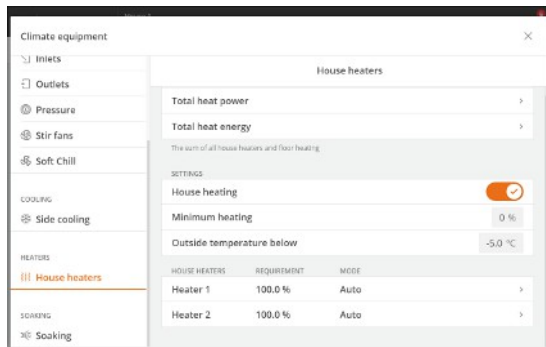 Climate equipment
Inlets
Outlets
Pressure
Stir fans
Soft Chill
COOLING
Side cooling
HEATERS
House heaters
SOAKING
Soaking
House heaters
Total heat power
Total heat energy
The sum of all house heaters and floor heating
SETTINGS
House heating
Minimum heating 0 %
Outside temperature below -5.0 °C
HOUSE HEATERS REQUIREMENT MODE
Heater 1 100.0 % Auto
Heater 2 100.0 % Auto